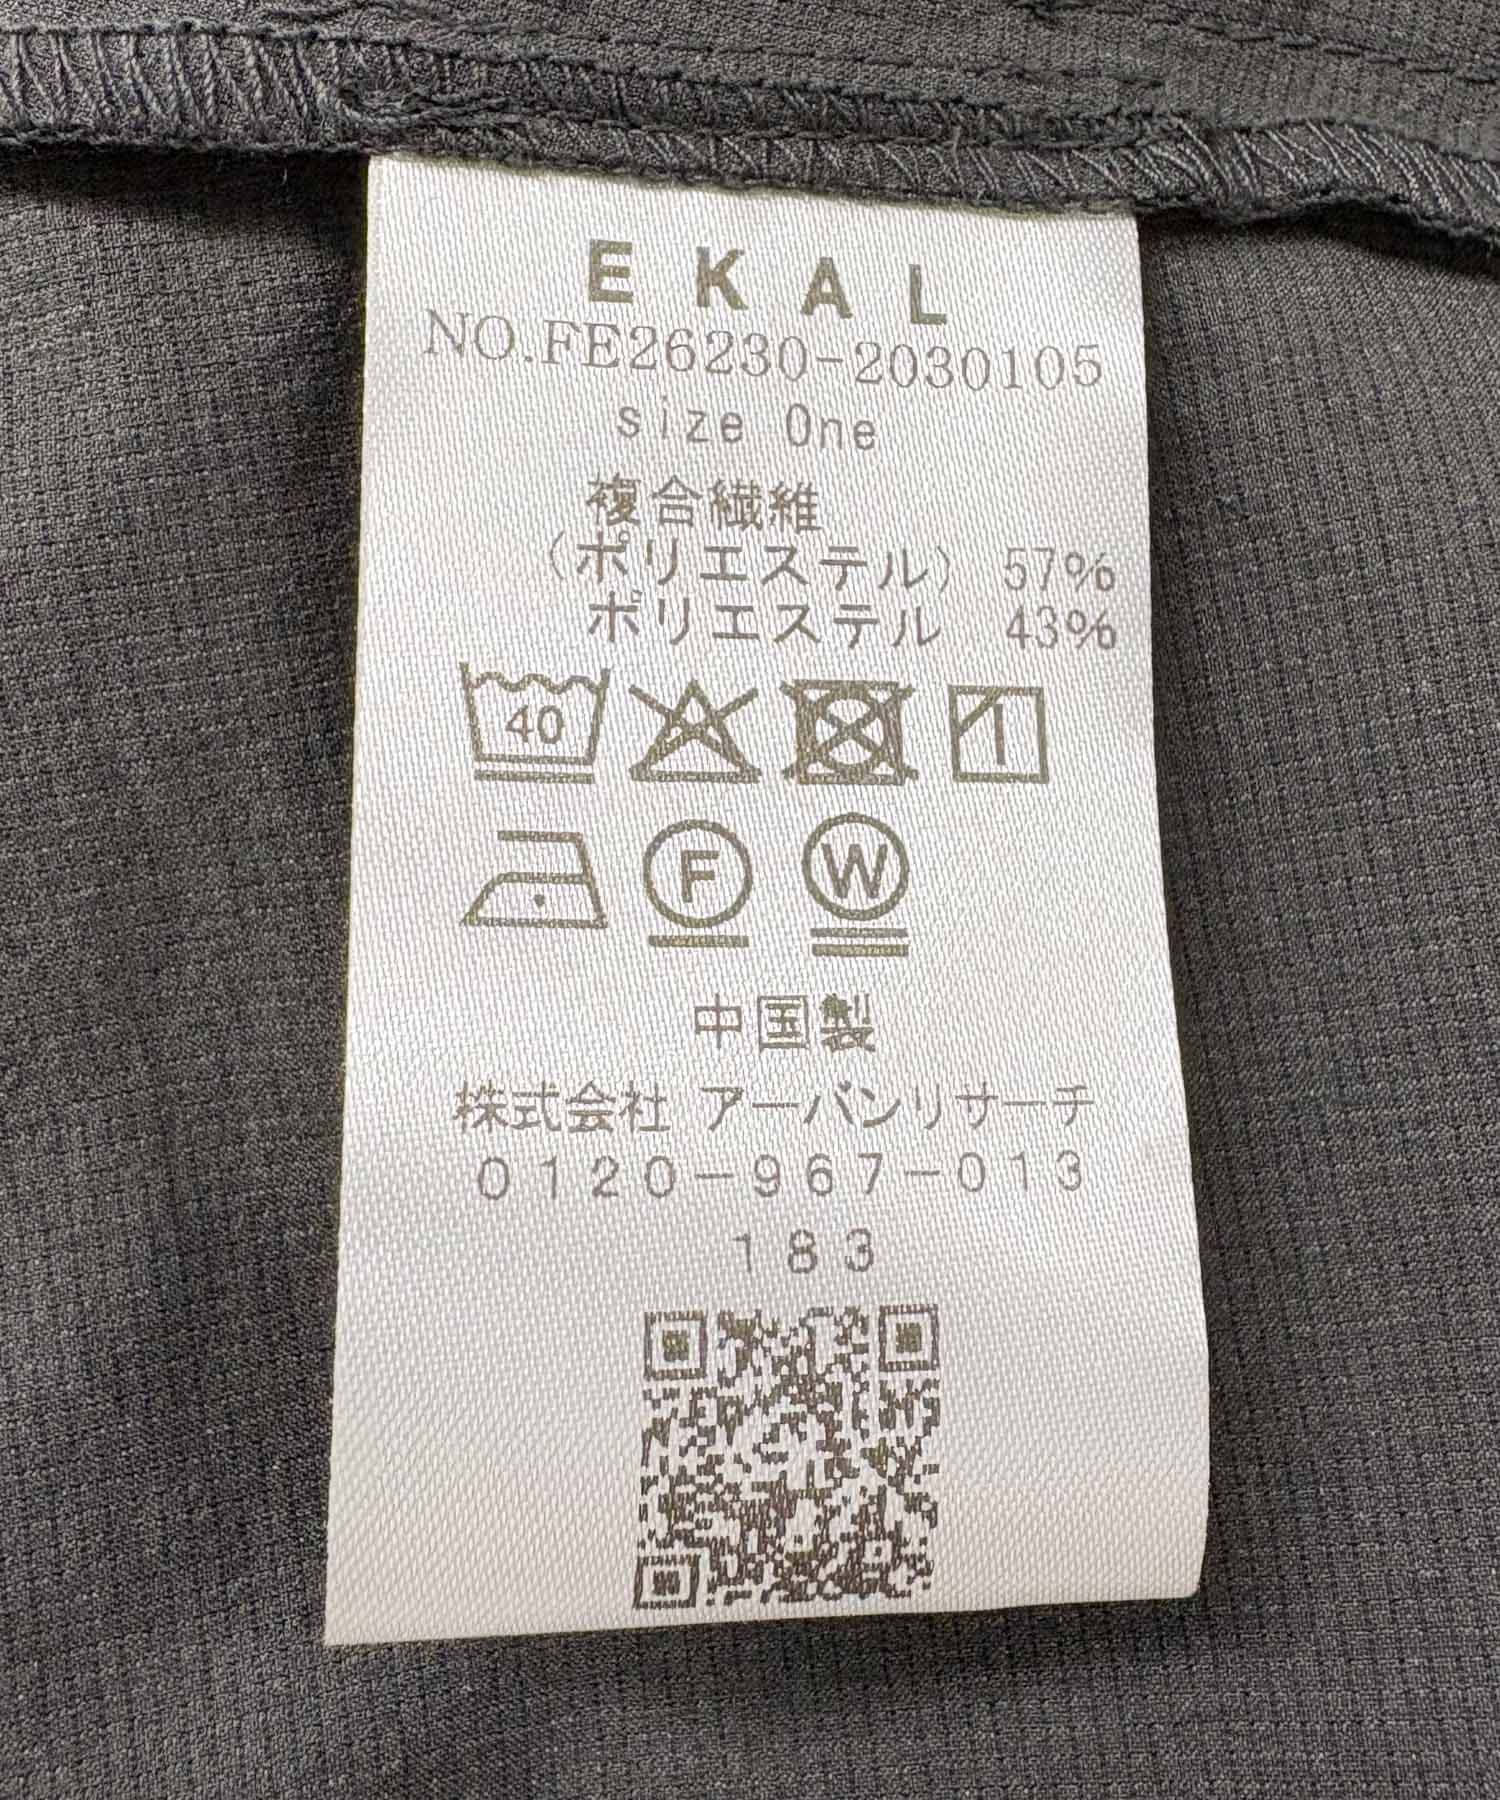 EKAL
NO.FE26230-2030105
size One
複合繊維
(ポリエステル) 57%
ポリエステル 43%
40
F W
中国製
株式会社 アーバンリサーチ
0120-967-013
183